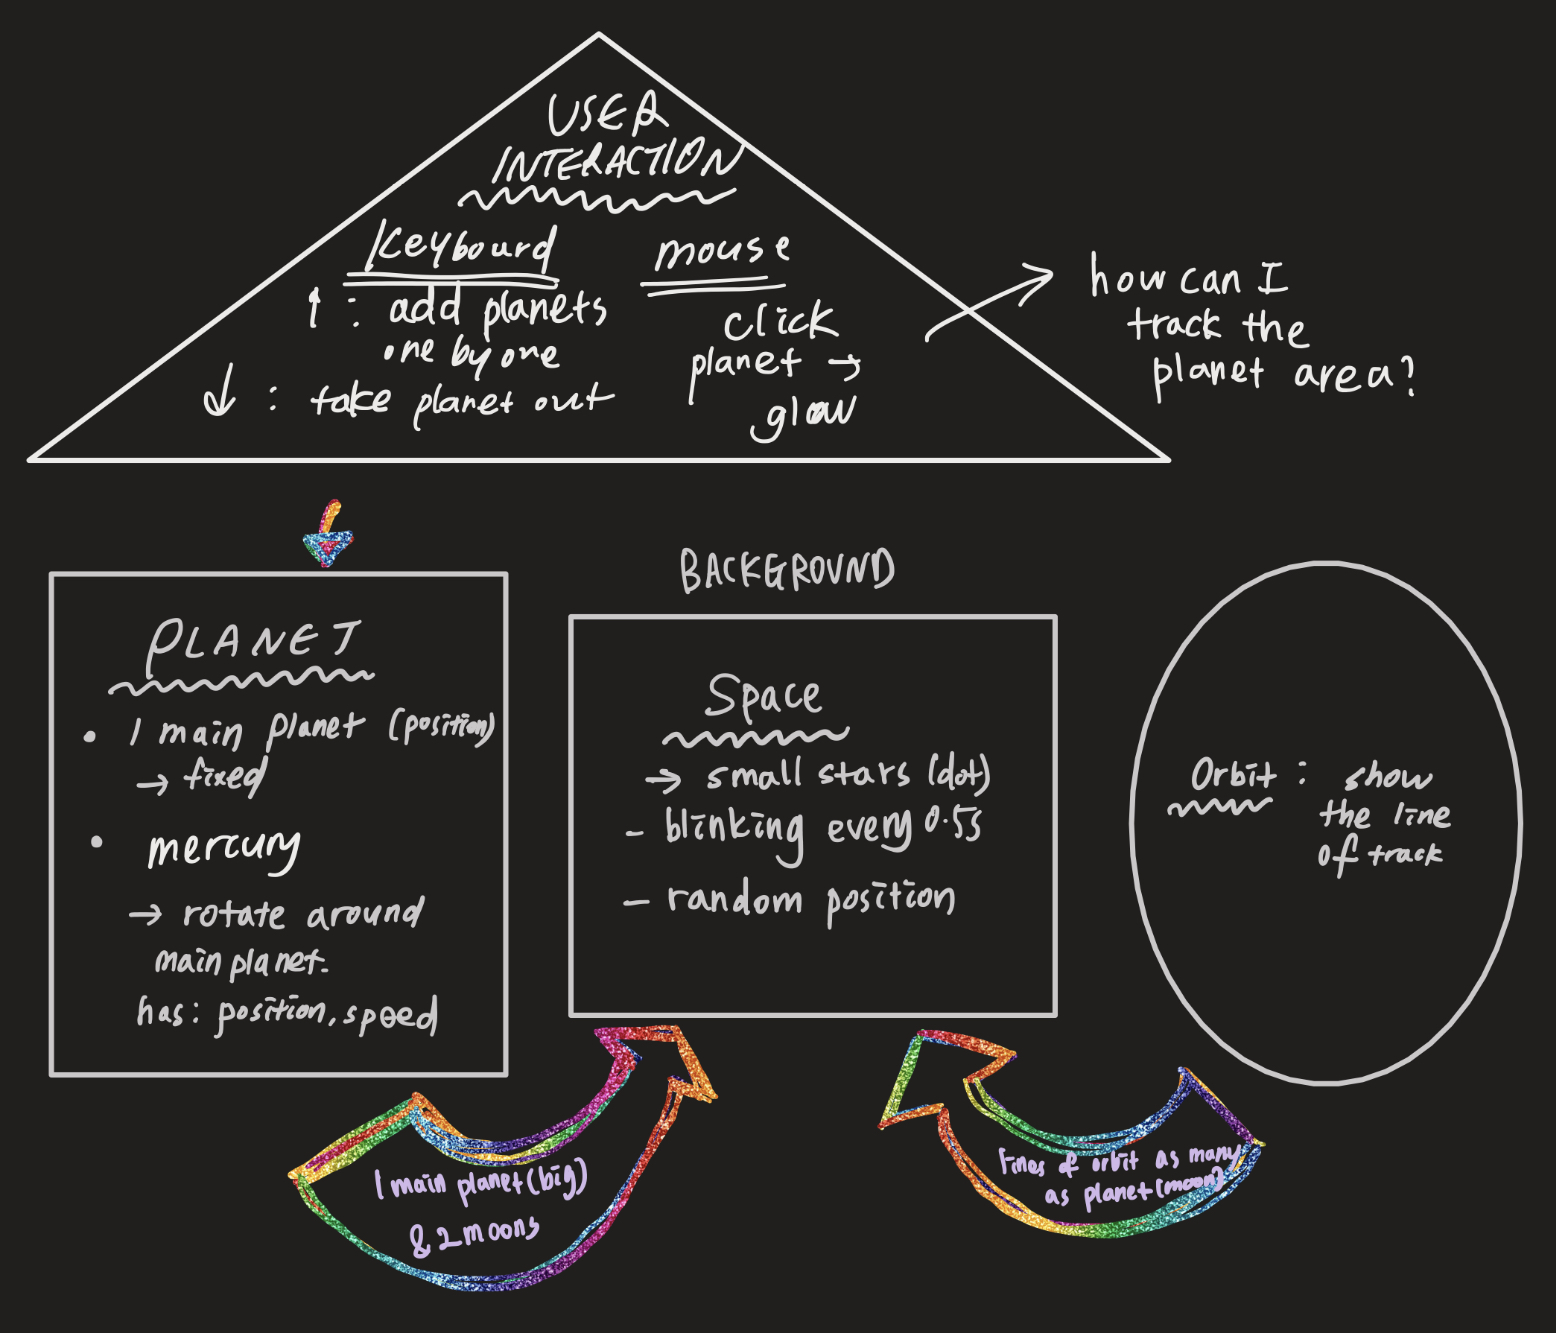 USER
INTERACTION
keyboard
↑ : add planets
one by one
↓ : take planet out
mouse
click
planet →
glow
how can I
track the
planet area?
PLANET
• 1 main planet (position)
→ fixed
• mercury
→ rotate around
main planet.
has: position, speed
BACKGROUND
Space
→ small stars (dot)
- blinking every 0.5s
- random position
Orbit : show
the line
of track
1 main planet (big)
& 2 moons
lines of orbit as many
as planet (moon)